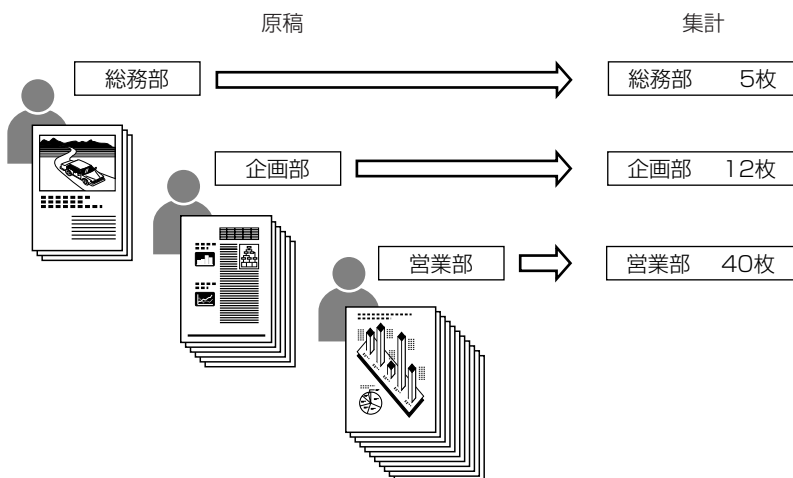 原稿
集計
総務部
総務部 5枚
企画部
企画部 12枚
営業部
営業部 40枚